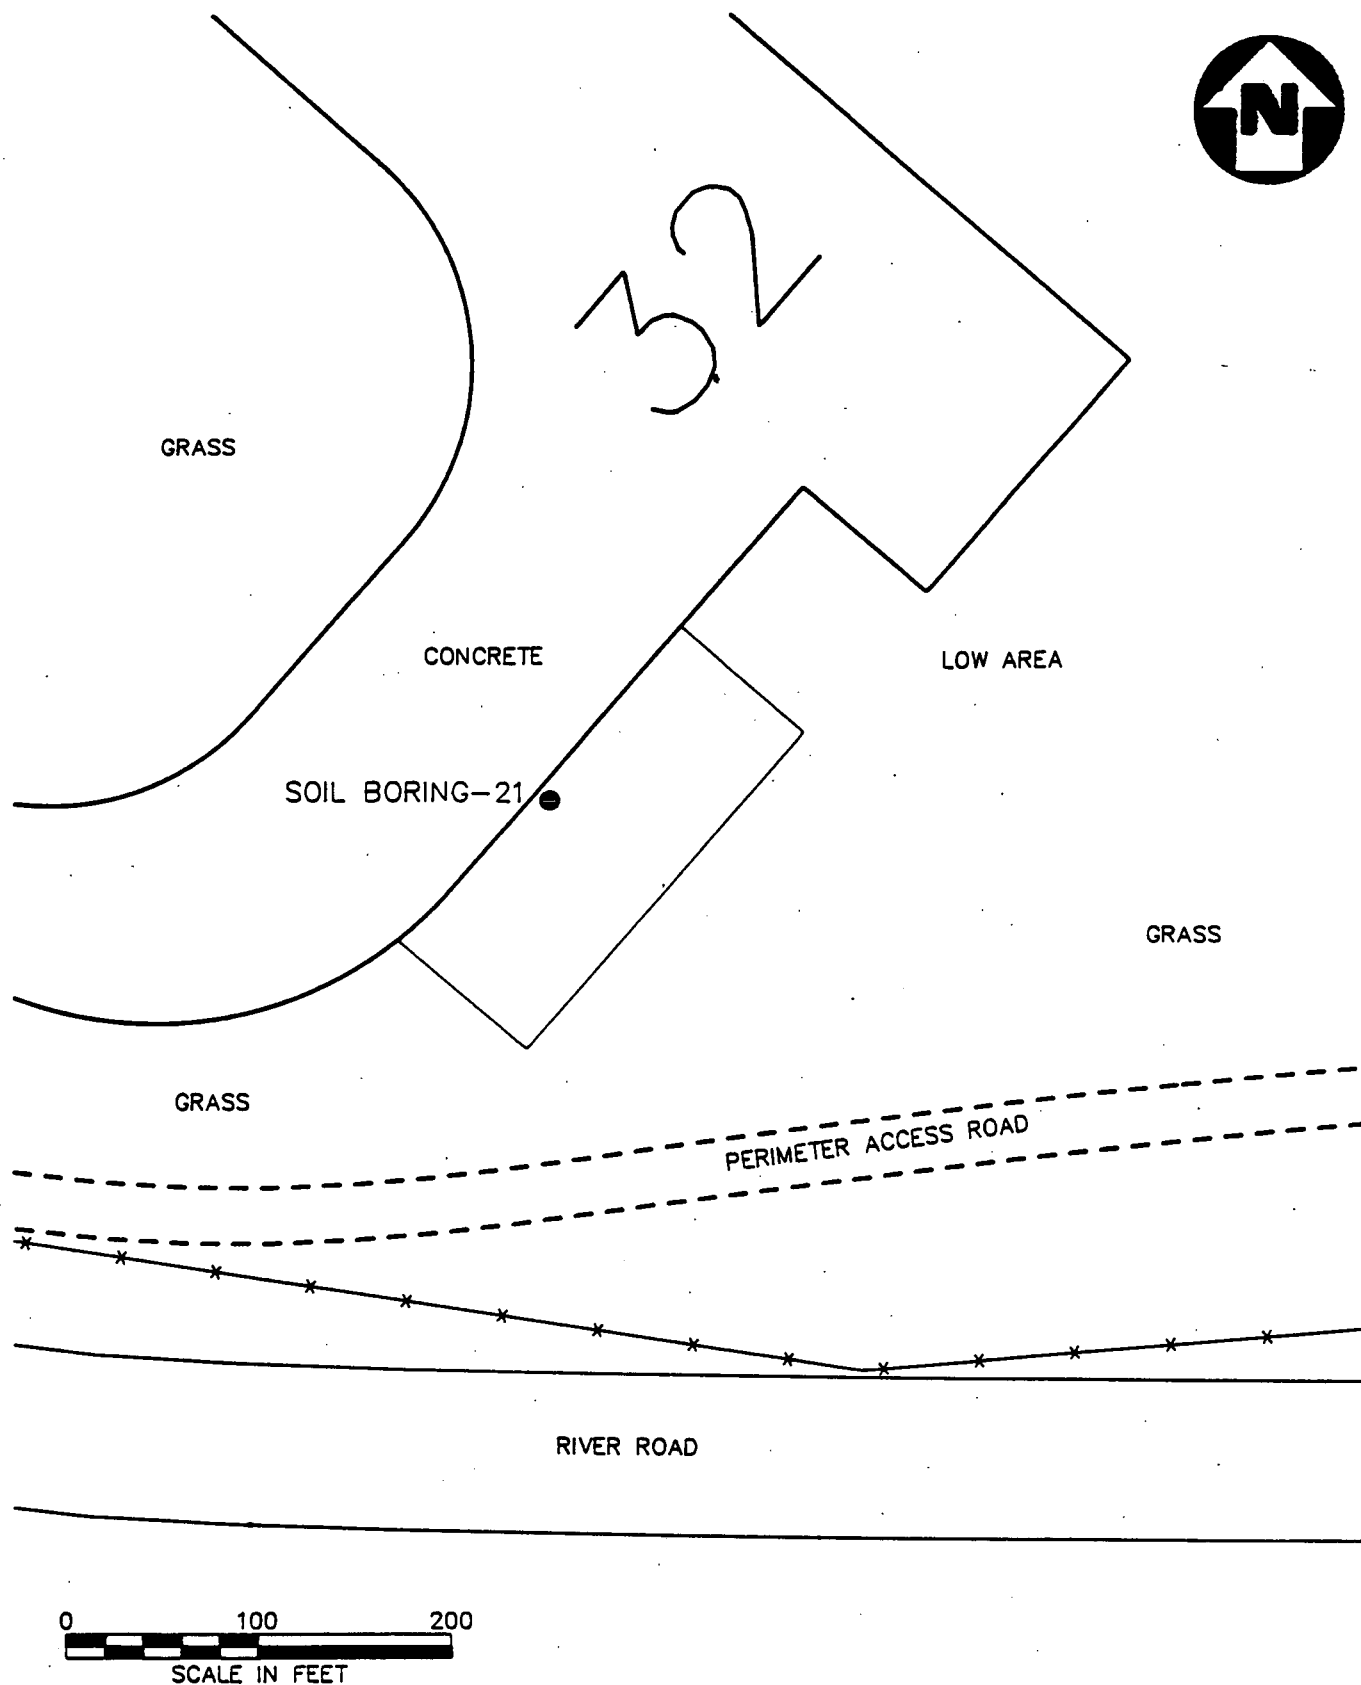 N
32
GRASS
CONCRETE
LOW AREA
SOIL BORING-21
GRASS
GRASS
PERIMETER ACCESS ROAD
RIVER ROAD
0 100 200
SCALE IN FEET